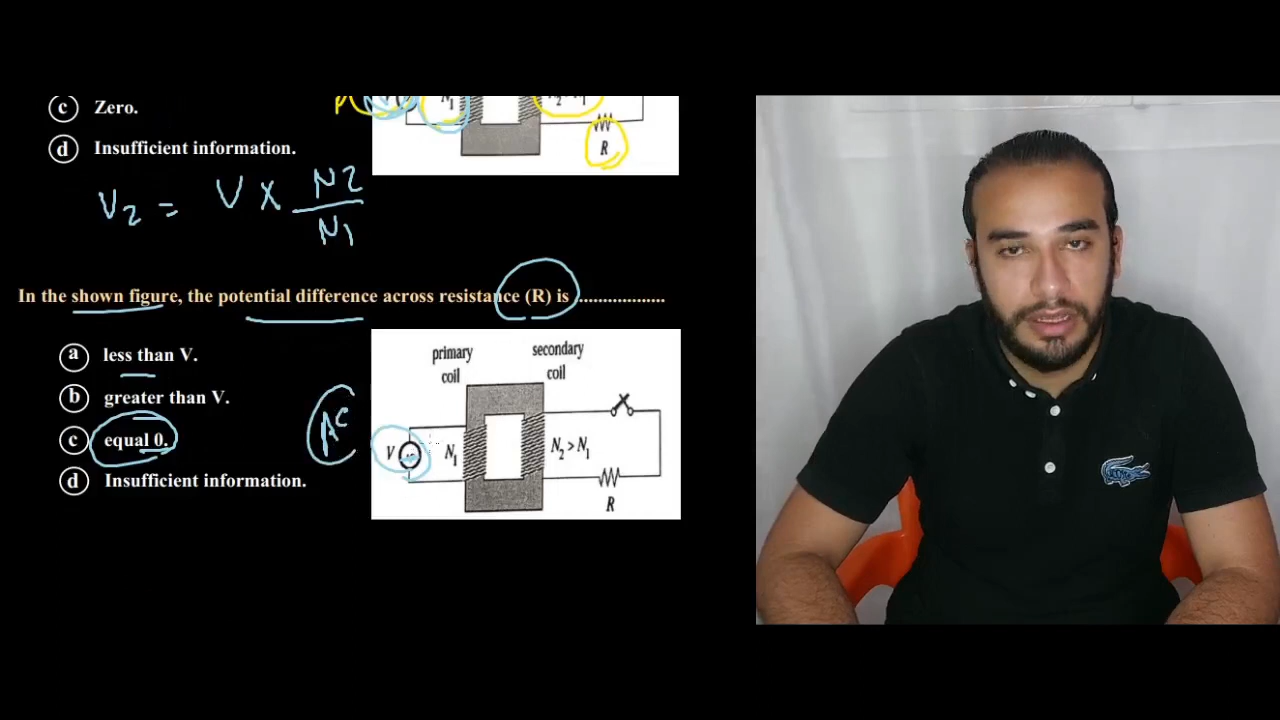 c Zero.
d Insufficient information.
N1
R
V2 = V X N2
N1
In the shown figure, the potential difference across resistance (R) is ...................
a less than V.
b greater than V.
c equal 0.
d Insufficient information.
AC
primary coil
secondary coil
V
N1
N2 > N1
R